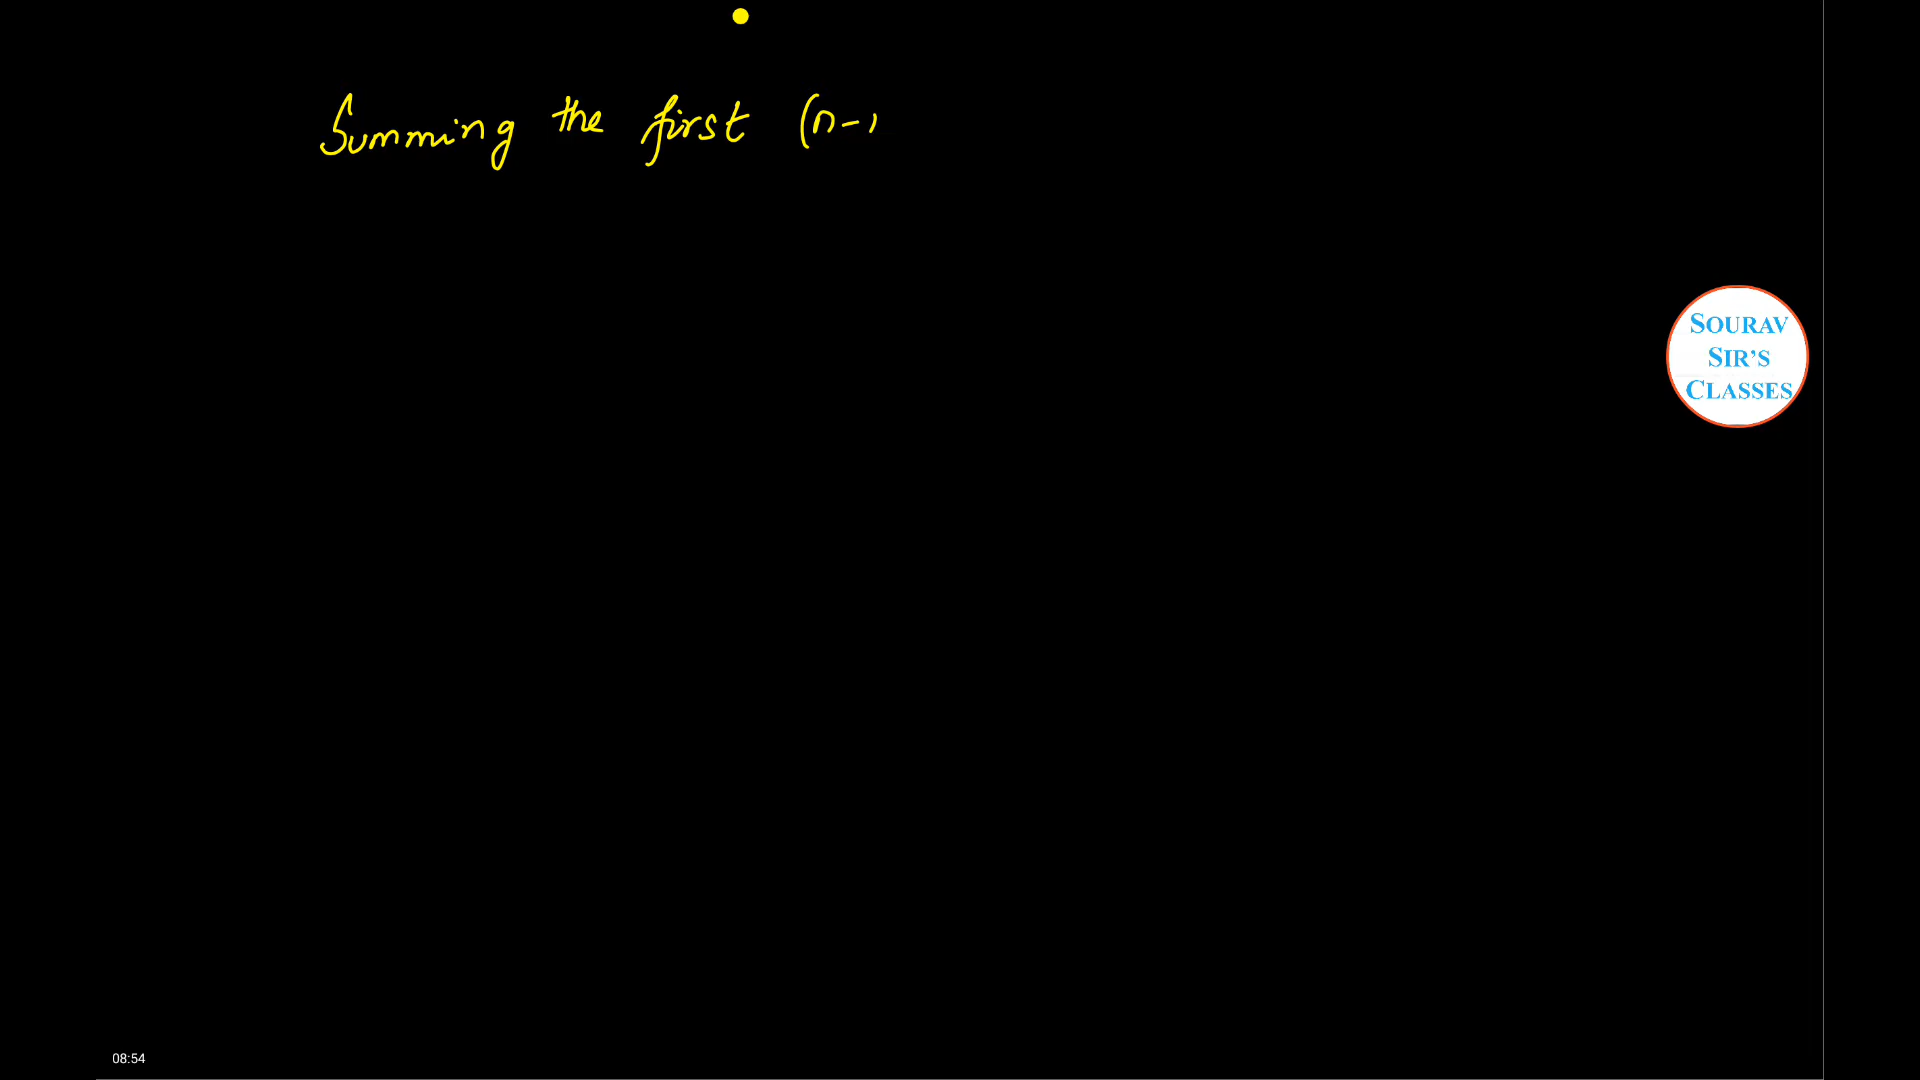 Summing the first (n-1
SOURAV
SIR'S
CLASSES
08:54